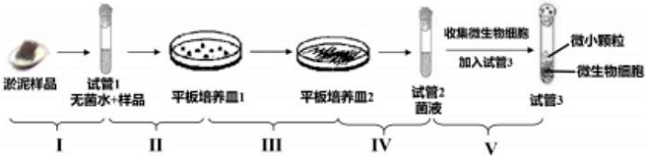 收集微生物细胞
加入试管3
微小颗粒
微生物细胞
淤泥样品
试管1
无菌水+样品
平板培养皿1
平板培养皿2
试管2
菌液
试管3
I
II
III
IV
V